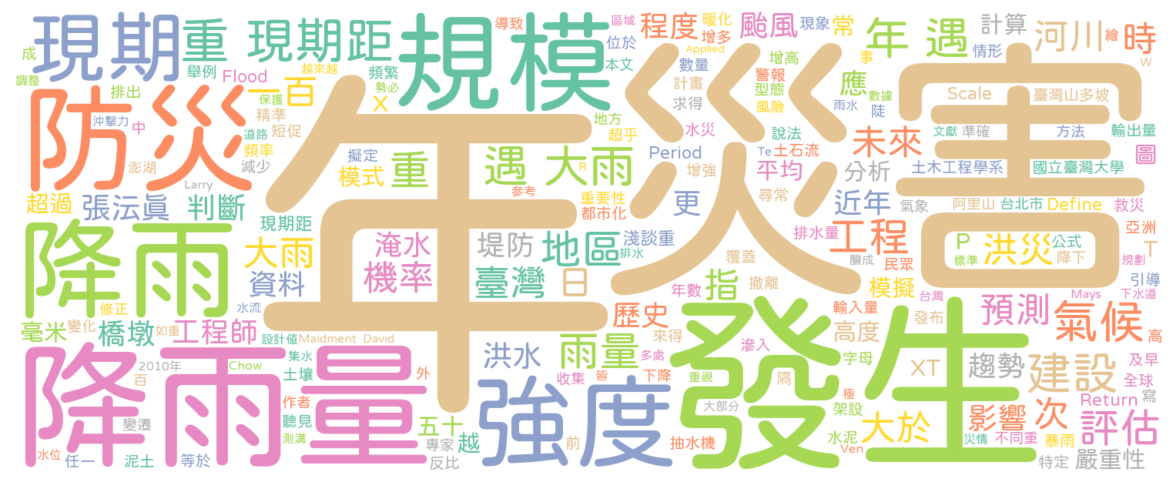 現期
重
現期距
規模
導致
區域
程度
暖化
增多
颱風
現象
常
年
遇
計算
情形
河川
繪
時
W
成
調整
舉例
排出
Flood
一百
越來越
頻繁
勢必
位於
本文
Applied
數量
增高
警報
型態
事
應
防災
沖擊力
中
保護
精準
道路
短促
X
年
災害
地方
超乎
計畫
求得
風險
雨水
數據
陡
Scale
臺灣山多坡
文獻
準確
方法
輸出量
未來
圖
澎湖
頻率
減少
擬定
模式
重
遇
大雨
水災
Period
說法
Te
土石流
增強
平均
分析
土木工程學系
國立臺灣大學
Larry
參考
R
重要性
都市化
更
尋常
近年
氣象
阿里山
台北市
Define
救災
超過
張沄眞
判斷
現期距
降雨
大雨
資料
淹水
機率
堤防
臺灣
地區
日
淺談重
排水
指
覆蓋
撤離
排水量
釀成
工程
民眾
模擬
P
標準
洪災
公式
降下
T
亞洲
規劃
引導
下水道
修正
水流
毫米
變化
如重
橋墩
工程師
設計值
Maidment
David
歷史
年數
來得
輸入量
台灣
發布
高度
預測
Mays
氣候
高
降雨量
2010年
百
Chow
集水
土壤
外
洪水
雨量
多處
收集
皆
下降
發生
滲入
重視
隔
字母
架設
極
XT
趨勢
建設
及早
全球
寫
變遷
作者
聽見
測溝
五十
專家
反比
越
強度
前
抽水機
大部分
水泥
Ven
大於
災情
影響
不同重
次
暴雨
Return
評估
特定
嚴重性
水位
任一
泥土
等於